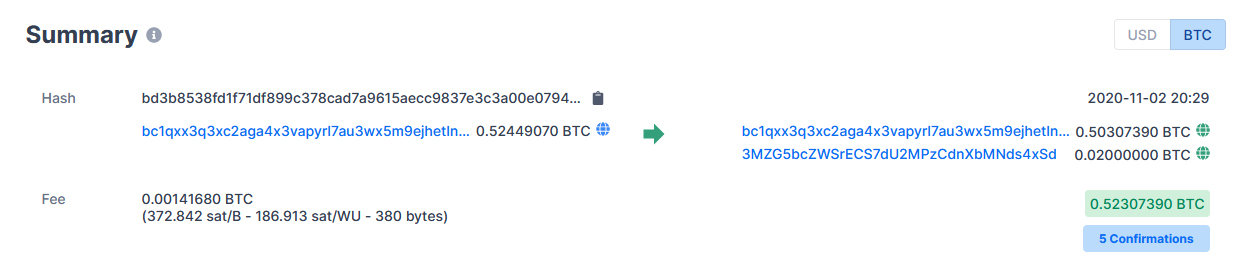 Summary
USD BTC
Hash bd3b8538fd1f71df899c378cad7a9615aecc9837e3c3a00e0794... 2020-11-02 20:29
bc1qxx3q3xc2aga4x3vapyrl7au3wx5m9ejhetln... 0.52449070 BTC bc1qxx3q3xc2aga4x3vapyrl7au3wx5m9ejhetln... 0.50307390 BTC
3MZG5bcZWSrECS7dU2MPzCdnXbMNds4xSd 0.02000000 BTC
Fee 0.00141680 BTC 0.52307390 BTC
(372.842 sat/B - 186.913 sat/WU - 380 bytes)
5 Confirmations